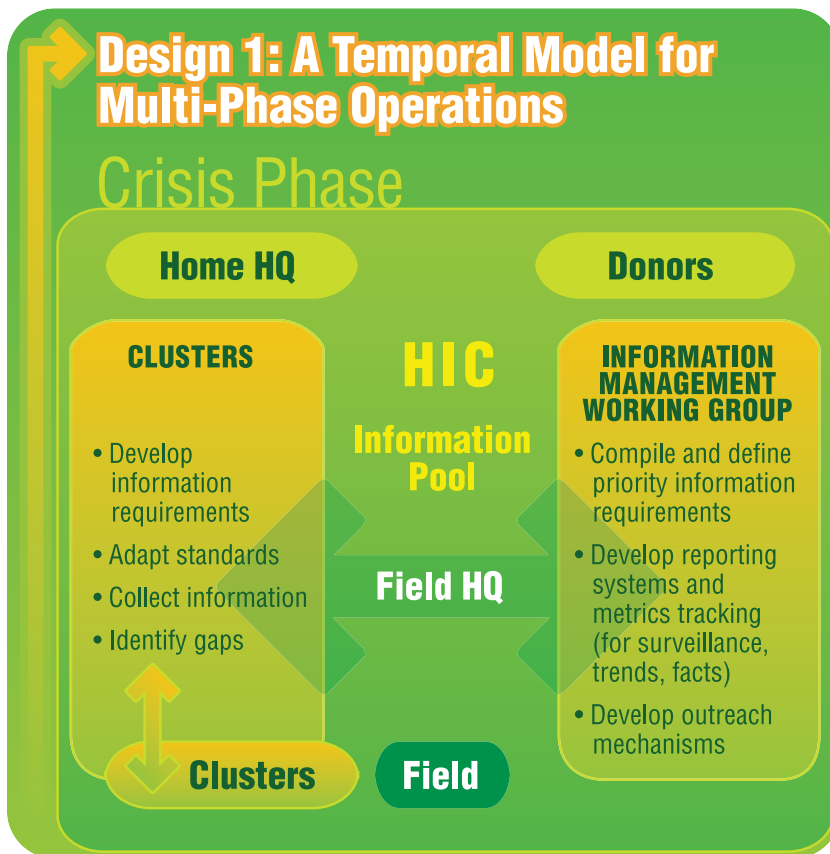 Design 1: A Temporal Model for
Multi-Phase Operations
Crisis Phase
Home HQ
Donors
CLUSTERS
• Develop
information
requirements
• Adapt standards
• Collect information
• Identify gaps
HIC
Information
Pool
Field HQ
INFORMATION
MANAGEMENT
WORKING GROUP
• Compile and define
priority information
requirements
• Develop reporting
systems and
metrics tracking
(for surveillance,
trends, facts)
• Develop outreach
mechanisms
Clusters
Field